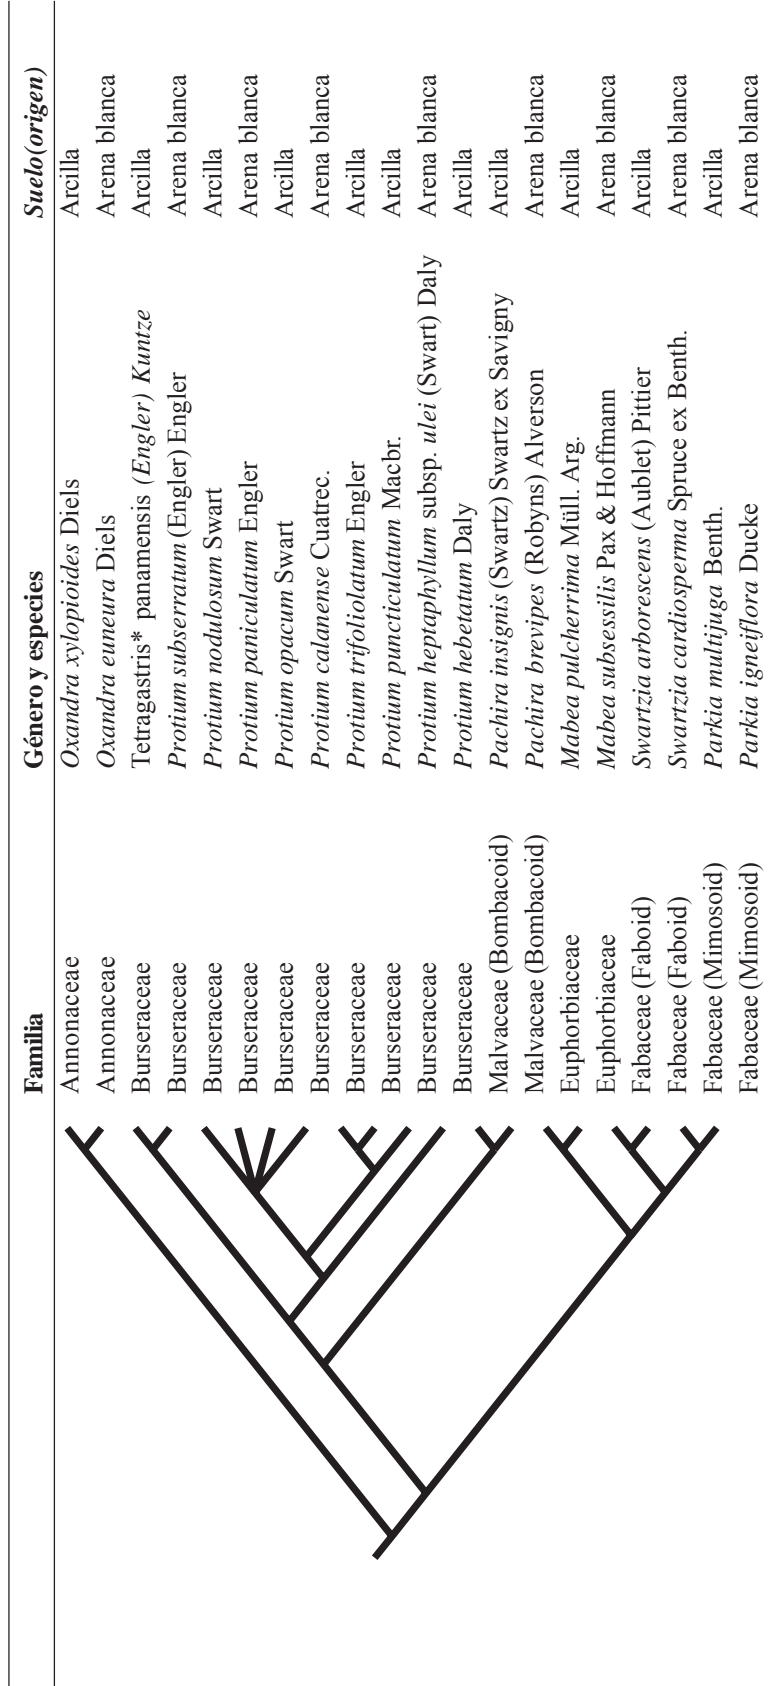 Familia Género y especies Suelo(origen)
Annonaceae Oxandra xylopioides Diels Arcilla
Annonaceae Oxandra euneura Diels Arena blanca
Burseraceae Tetragastris* panamensis (Engler) Kuntze Arcilla
Burseraceae Protium subserratum (Engler) Engler Arena blanca
Burseraceae Protium nodulosum Swart Arcilla
Burseraceae Protium paniculatum Engler Arena blanca
Burseraceae Protium opacum Swart Arcilla
Burseraceae Protium calanense Cuatrec. Arena blanca
Burseraceae Protium trifoliolatum Engler Arcilla
Burseraceae Protium puncticulatum Macbr. Arcilla
Burseraceae Protium heptaphyllum subsp. ulei (Swart) Daly Arena blanca
Burseraceae Protium hebetatum Daly Arcilla
Malvaceae (Bombacoid) Pachira insignis (Swartz) Swartz ex Savigny Arcilla
Malvaceae (Bombacoid) Pachira brevipes (Robyns) Alverson Arena blanca
Euphorbiaceae Mabea pulcherrima Müll. Arg. Arcilla
Euphorbiaceae Mabea subsessilis Pax & Hoffmann Arena blanca
Fabaceae (Faboid) Swartzia arborescens (Aublet) Pittier Arcilla
Fabaceae (Faboid) Swartzia cardiosperma Spruce ex Benth. Arena blanca
Fabaceae (Mimosoid) Parkia multijuga Benth. Arcilla
Fabaceae (Mimosoid) Parkia igneiflora Ducke Arena blanca